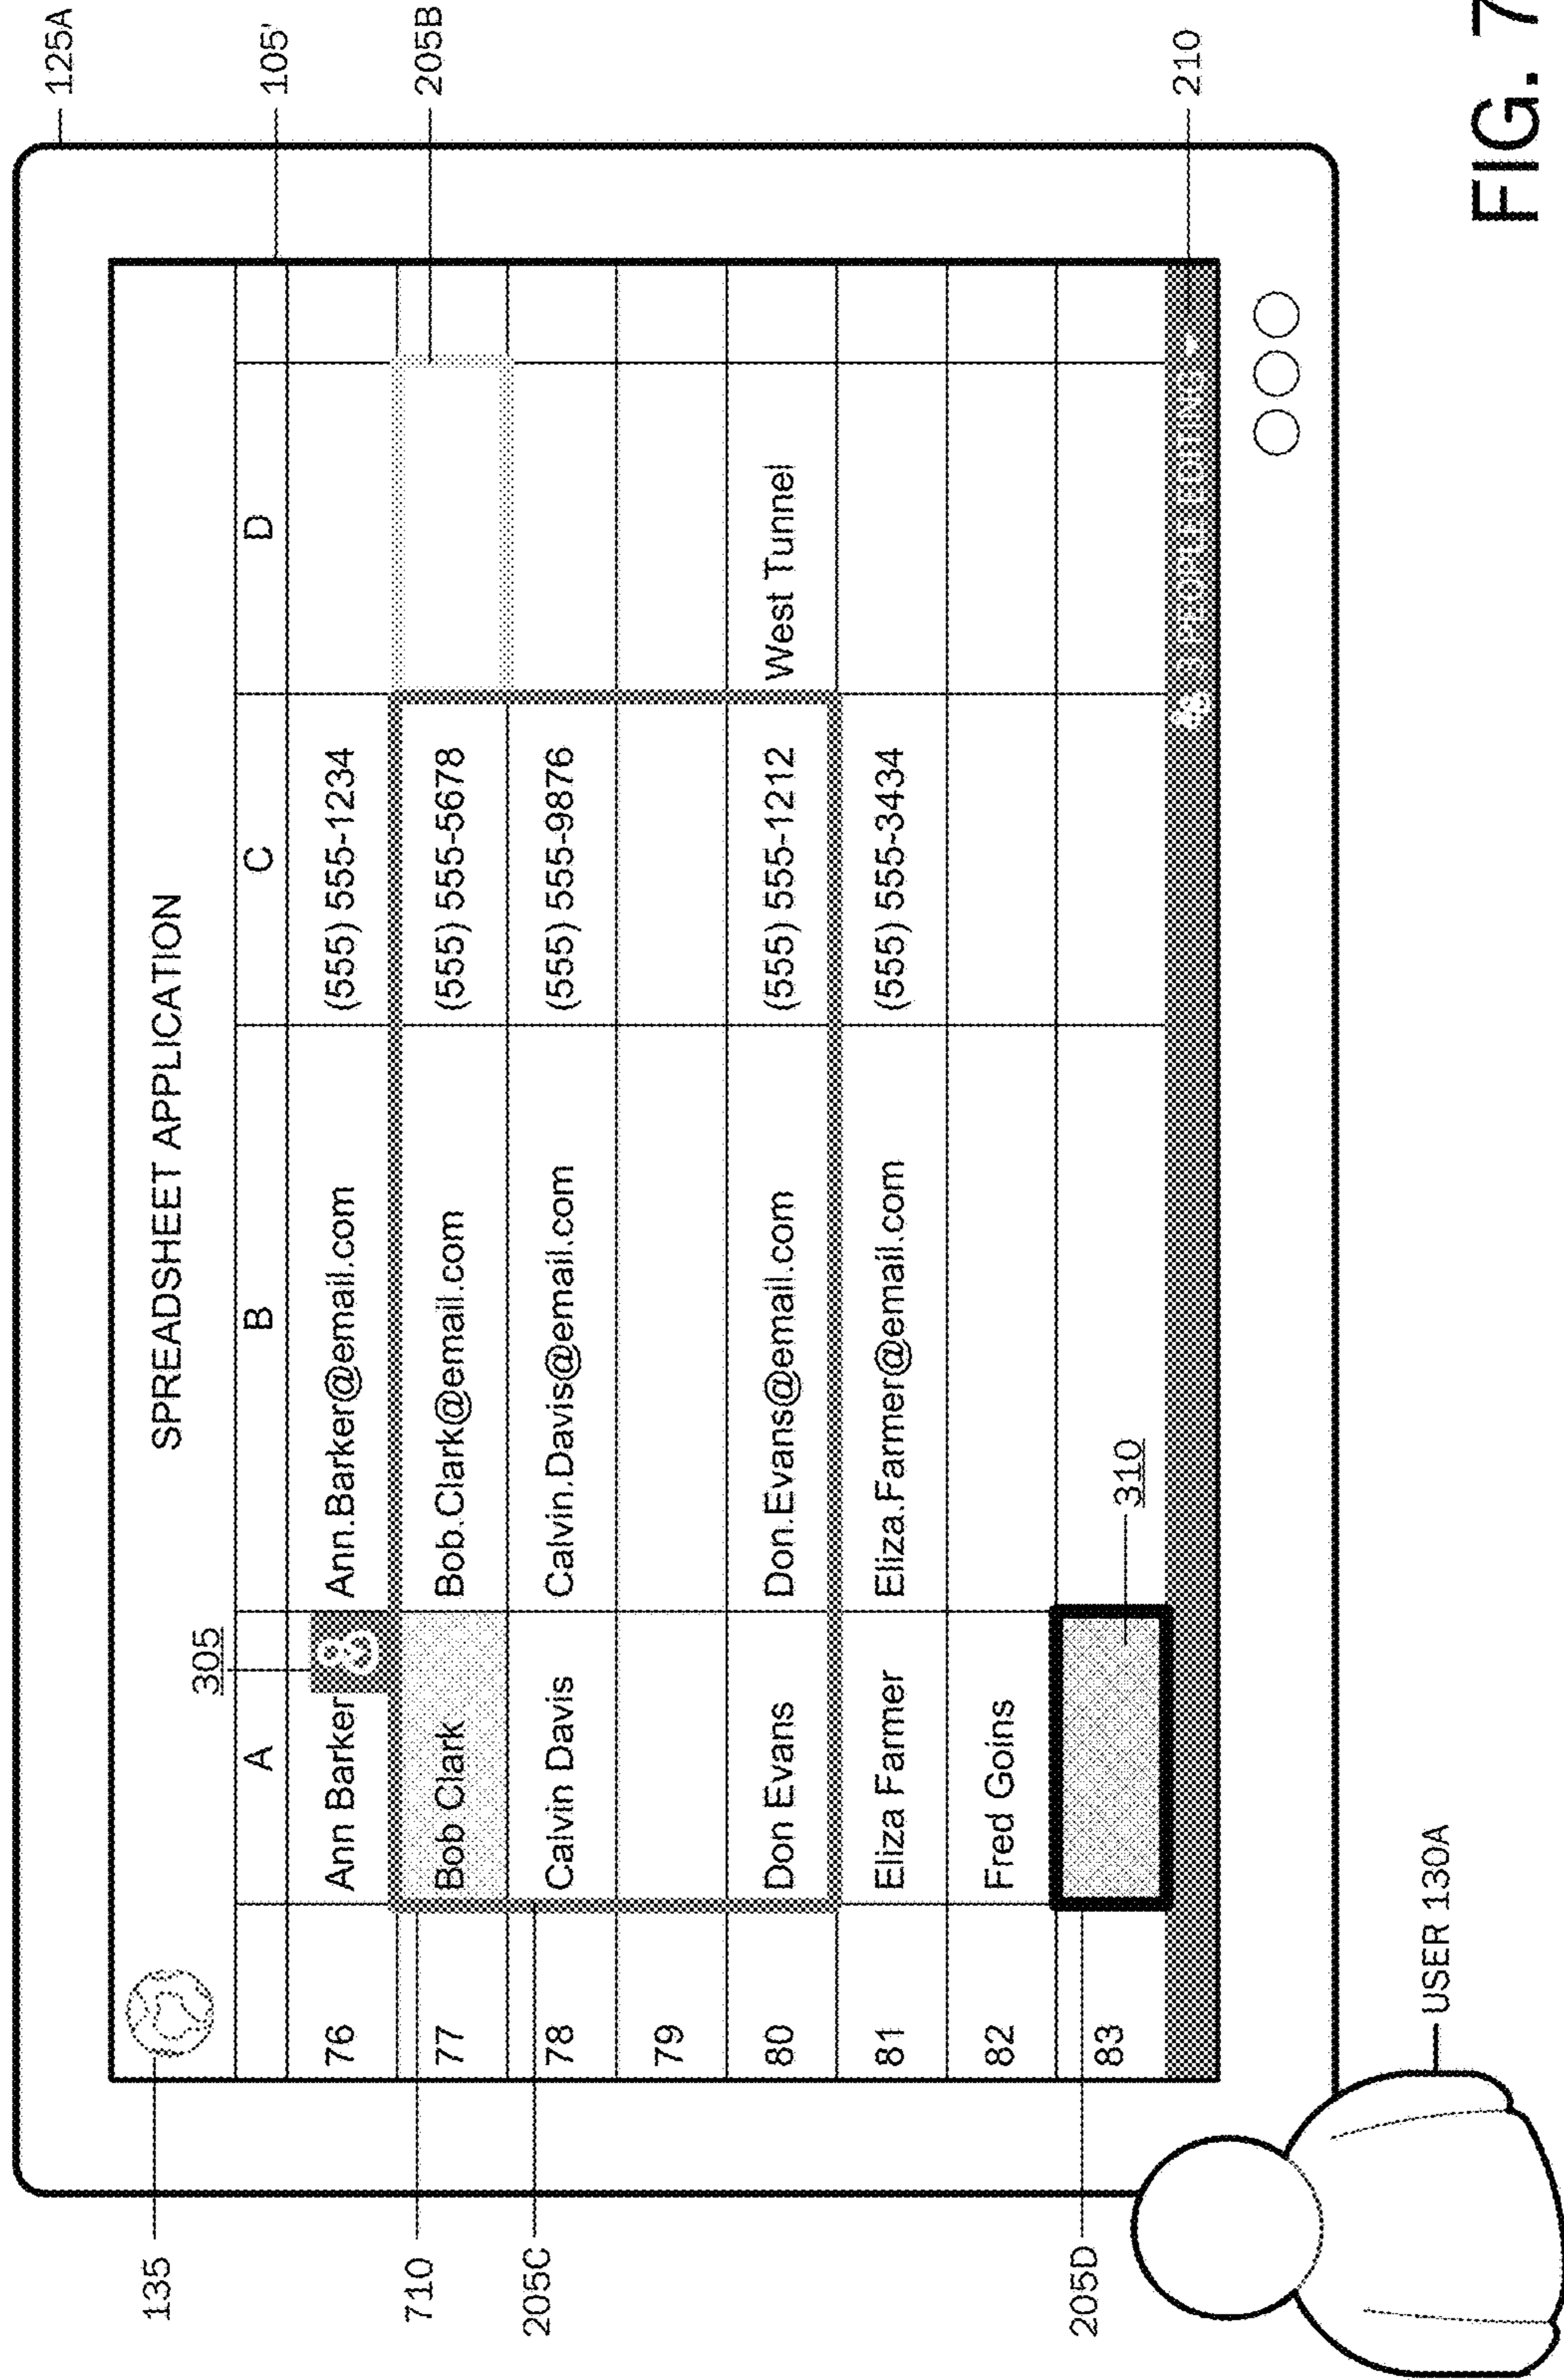 125A
105'
205B
210
SPREADSHEET APPLICATION
305
A B C D
76 Ann Barker Ann.Barker@email.com (555) 555-1234
77 Bob Clark Bob.Clark@email.com (555) 555-5678
78 Calvin Davis Calvin.Davis@email.com (555) 555-9876
79
80 Don Evans Don.Evans@email.com (555) 555-1212 West Tunnel
81 Eliza Farmer Eliza.Farmer@email.com (555) 555-3434
82 Fred Goins
83
310
3 PEOPLE EDITING
135
710
205C
205D
USER 130A
FIG. 7